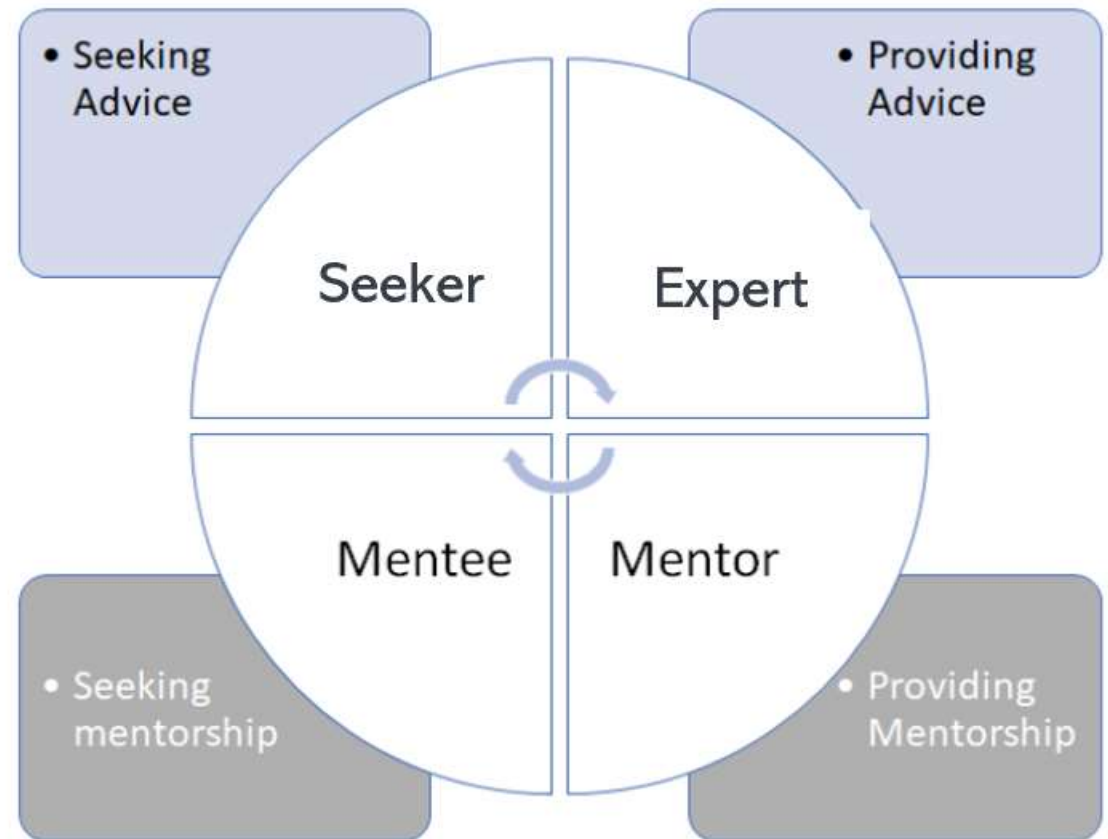 • Seeking
Advice
• Providing
Advice
Seeker
Expert
Mentee
Mentor
• Seeking
mentorship
• Providing
Mentorship